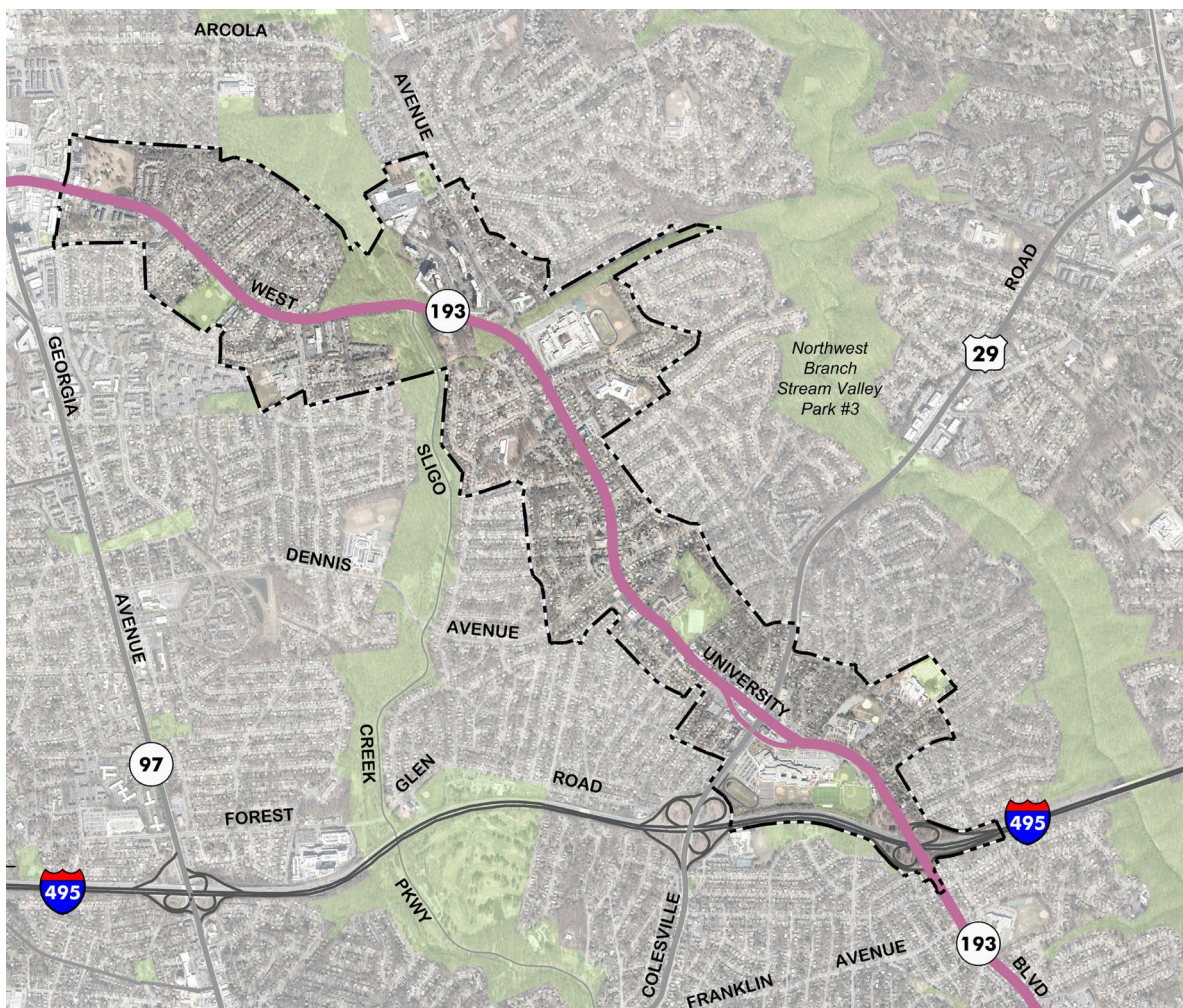 ARCOLA
AVENUE
WEST
193
ROAD
29
GEORGIA
Northwest
Branch
Stream Valley
Park #3
SLIGO
DENNIS
AVENUE
AVENUE
UNIVERSITY
CREEK
97
GLEN
ROAD
FOREST
495
495
PKWY
COLESVILLE
193
AVENUE
BLVD
FRANKLIN